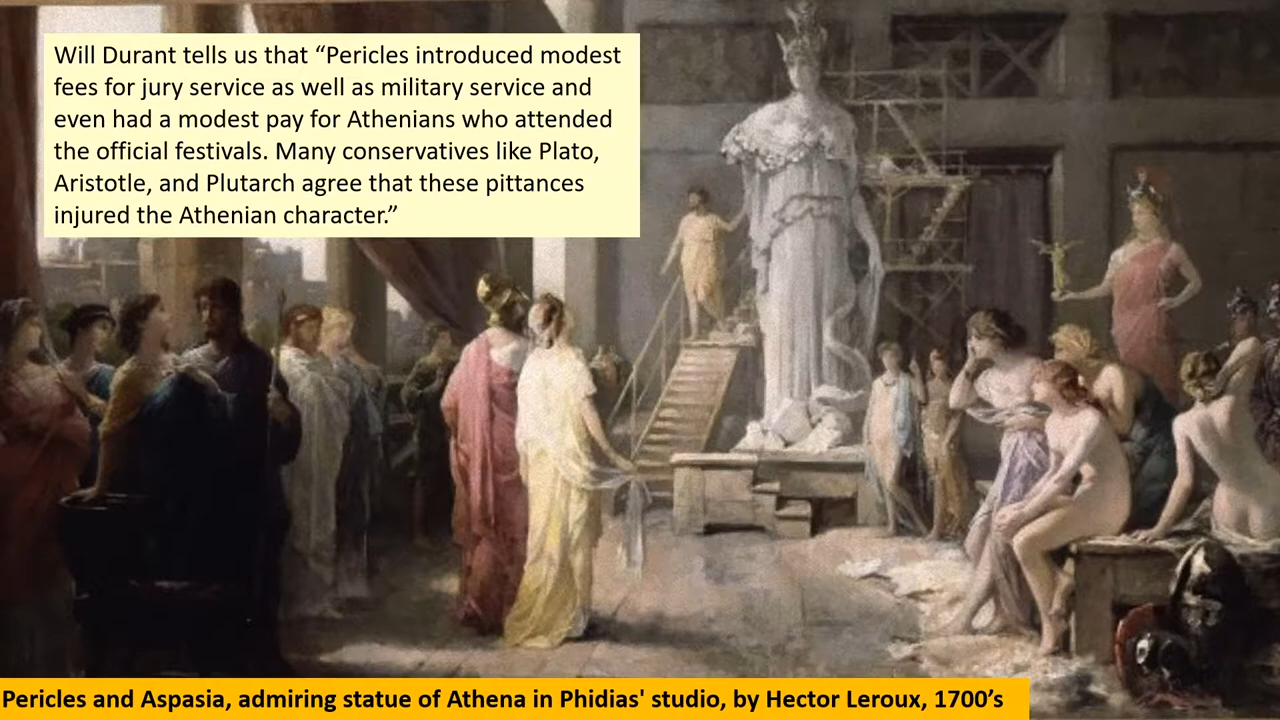 Will Durant tells us that “Pericles introduced modest
fees for jury service as well as military service and
even had a modest pay for Athenians who attended
the official festivals. Many conservatives like Plato,
Aristotle, and Plutarch agree that these pittances
injured the Athenian character.”
Pericles and Aspasia, admiring statue of Athena in Phidias' studio, by Hector Leroux, 1700’s